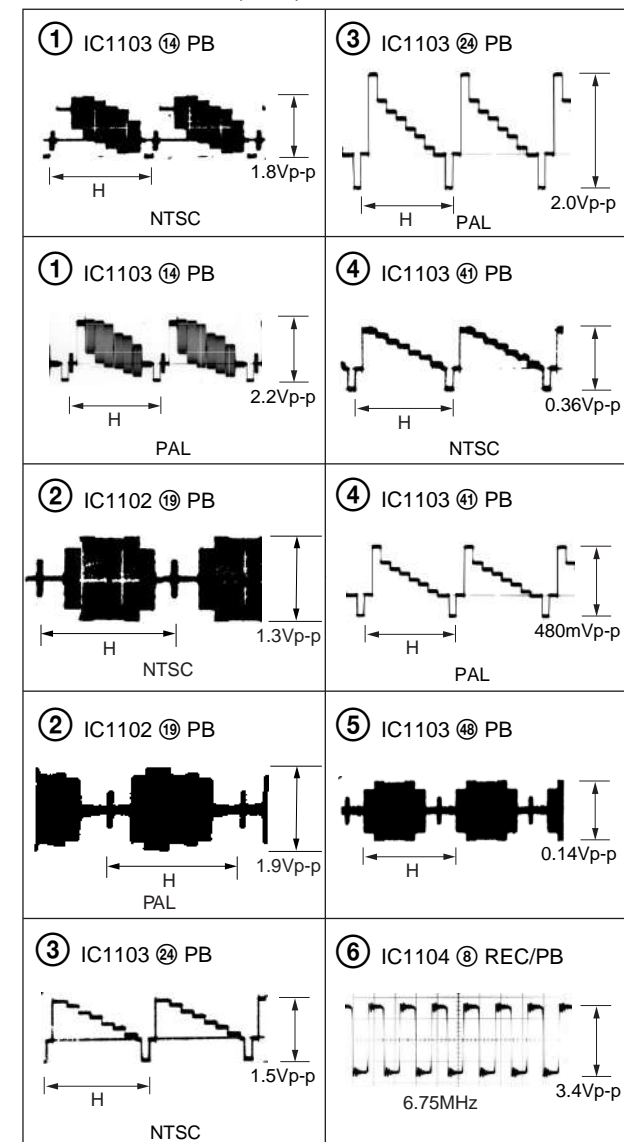 ① IC1103 ⑭ PB
1.8Vp-p
H
NTSC
① IC1103 ⑭ PB
2.2Vp-p
H
PAL
② IC1102 ⑲ PB
1.3Vp-p
H
NTSC
② IC1102 ⑲ PB
1.9Vp-p
H
PAL
③ IC1103 ㉔ PB
1.5Vp-p
H
NTSC
③ IC1103 ㉔ PB
2.0Vp-p
H PAL
④ IC1103 ㊶ PB
0.36Vp-p
H
NTSC
④ IC1103 ㊶ PB
480mVp-p
H
PAL
⑤ IC1103 ㊽ PB
0.14Vp-p
H
⑥ IC1104 ⑧ REC/PB
3.4Vp-p
6.75MHz